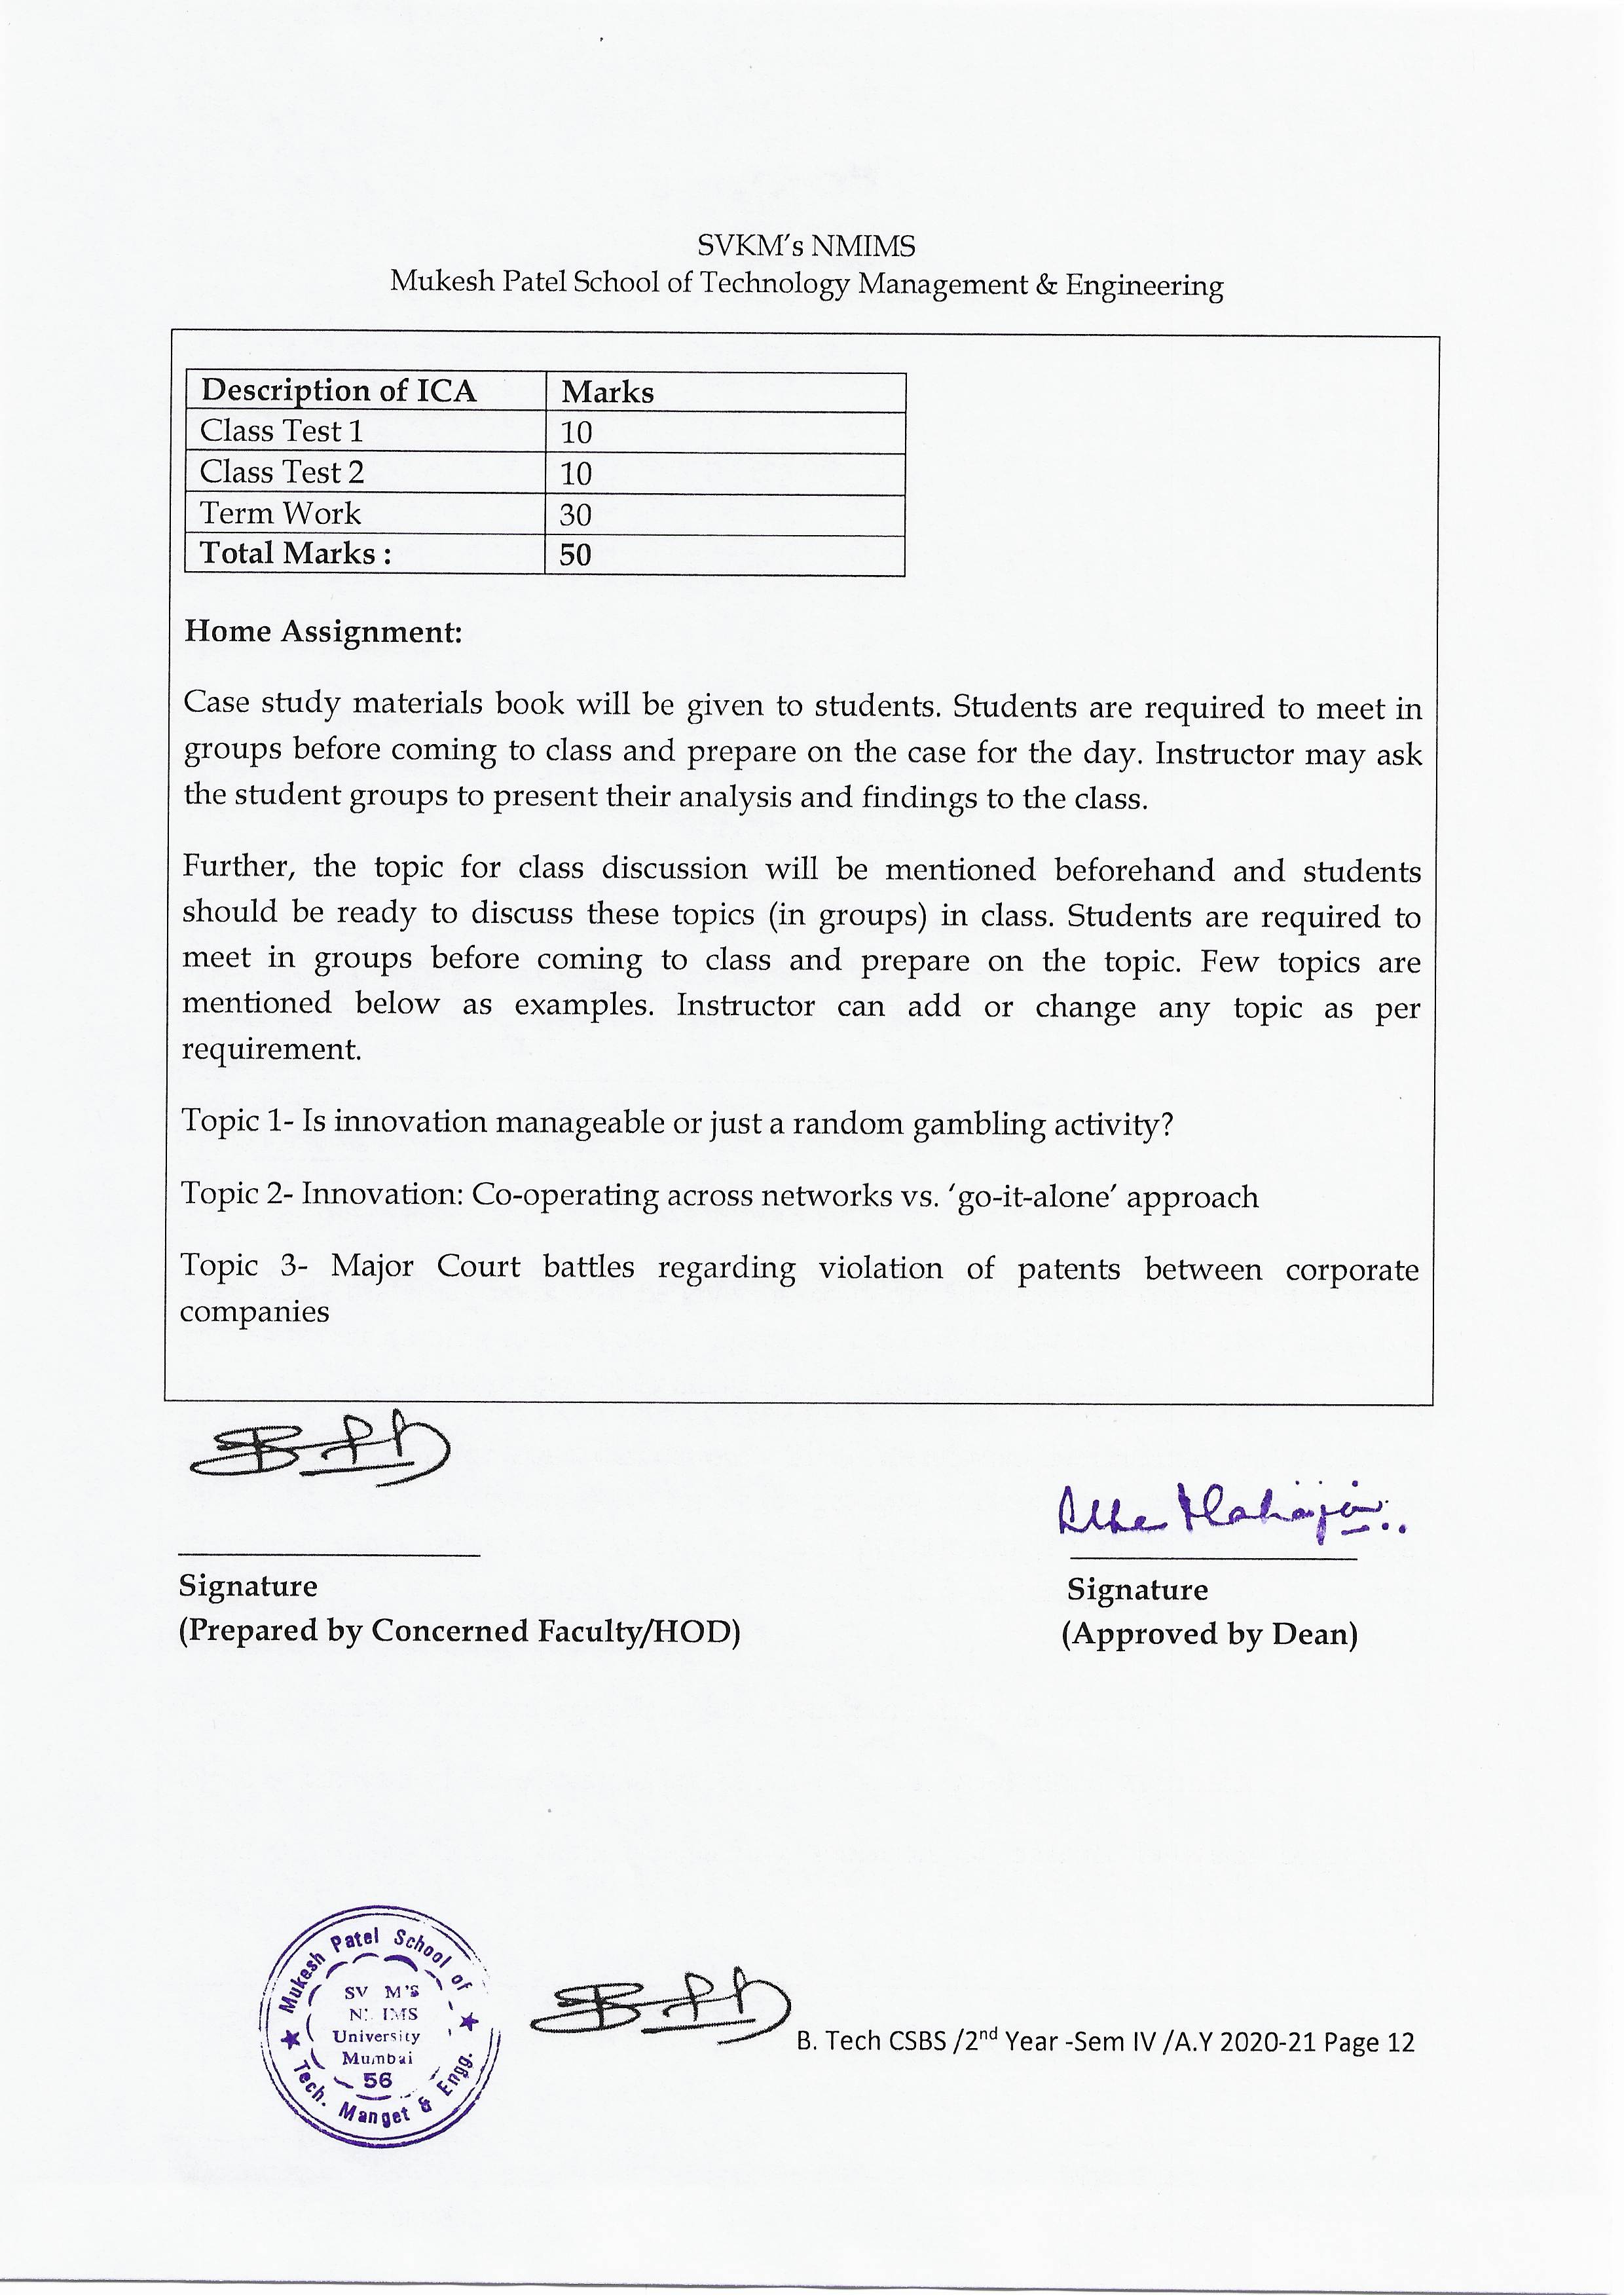 SVKM's NMIMS
Mukesh Patel School of Technology Management & Engineering
Description of ICA Marks
Class Test 1 10
Class Test 2 10
Term Work 30
Total Marks : 50
Home Assignment:
Case study materials book will be given to students. Students are required to meet in
groups before coming to class and prepare on the case for the day. Instructor may ask
the student groups to present their analysis and findings to the class.
Further, the topic for class discussion will be mentioned beforehand and students
should be ready to discuss these topics (in groups) in class. Students are required to
meet in groups before coming to class and prepare on the topic. Few topics are
mentioned below as examples. Instructor can add or change any topic as per
requirement.
Topic 1- Is innovation manageable or just a random gambling activity?
Topic 2- Innovation: Co-operating across networks vs. 'go-it-alone' approach
Topic 3- Major Court battles regarding violation of patents between corporate
companies
Signature
(Prepared by Concerned Faculty/HOD)
Signature
(Approved by Dean)
Mukesh Patel School of
Tech. Manget & Engg.
SV M'S
N IMS
University
Mumbai
56
B. Tech CSBS /2nd Year -Sem IV /A.Y 2020-21 Page 12